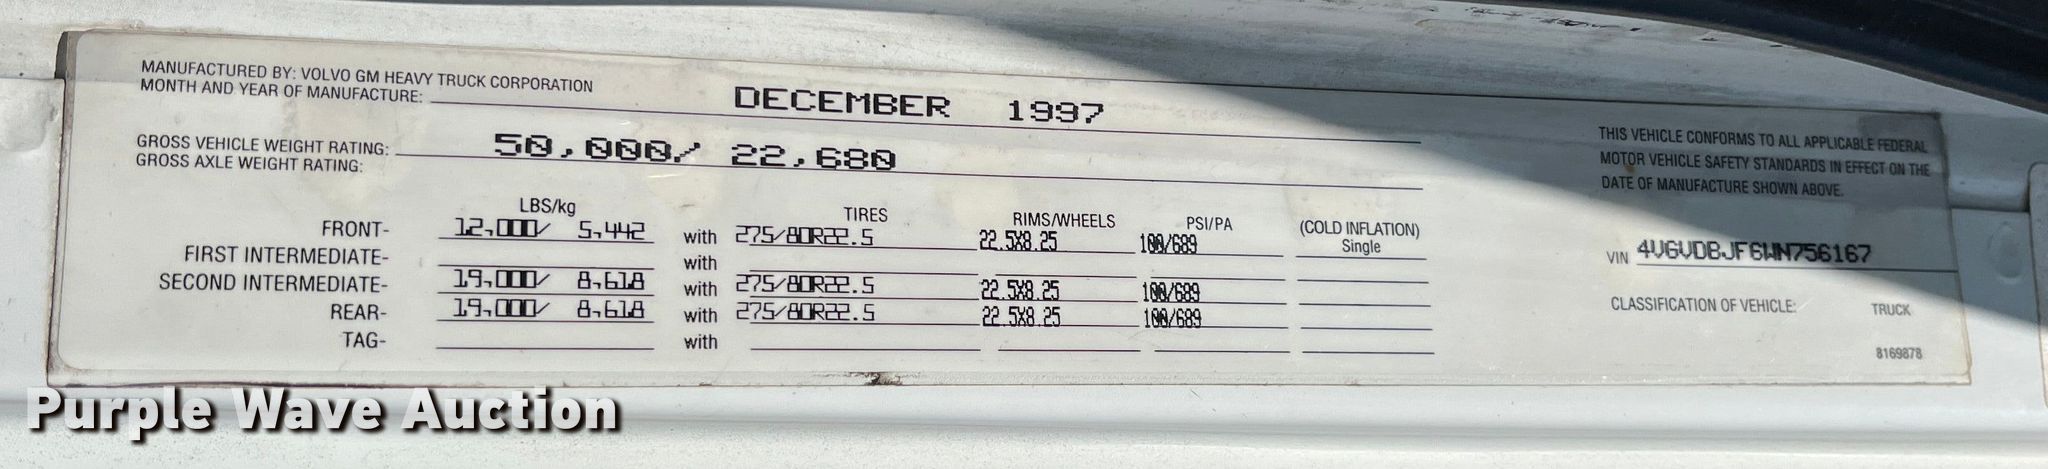 MANUFACTURED BY: VOLVO GM HEAVY TRUCK CORPORATION
MONTH AND YEAR OF MANUFACTURE: DECEMBER 1997
GROSS VEHICLE WEIGHT RATING: 50,000/ 22,680
GROSS AXLE WEIGHT RATING:
LBS/kg TIRES RIMS/WHEELS PSI/PA (COLD INFLATION)
FRONT- 12,000/ 5,442 with 275/80R22.5 22.5X8.25 100/689 Single
FIRST INTERMEDIATE- with
SECOND INTERMEDIATE- 19,000/ 8,618 with 275/80R22.5 22.5X8.25 100/689
REAR- 19,000/ 8,618 with 275/80R22.5 22.5X8.25 100/689
TAG- with
THIS VEHICLE CONFORMS TO ALL APPLICABLE FEDERAL
MOTOR VEHICLE SAFETY STANDARDS IN EFFECT ON THE
DATE OF MANUFACTURE SHOWN ABOVE.
VIN 4VGVDBJF6WN756167
CLASSIFICATION OF VEHICLE: TRUCK
8169878
Purple Wave Auction